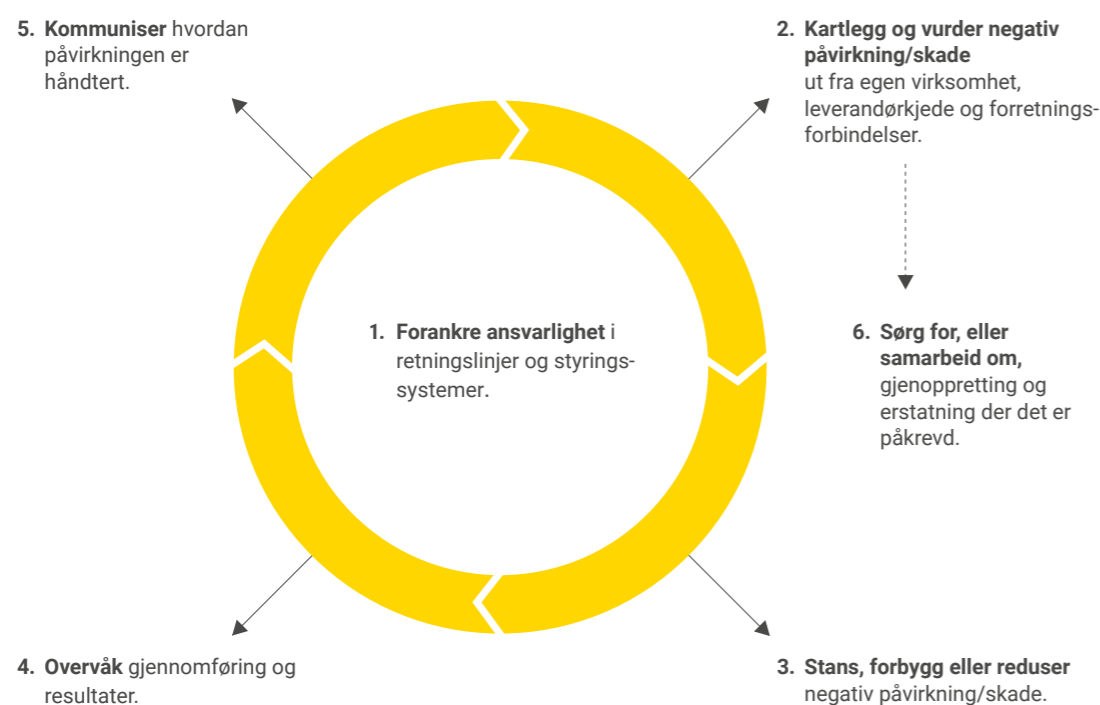 5. Kommuniser hvordan
påvirkningen er
håndtert.
2. Kartlegg og vurder negativ
påvirkning/skade
ut fra egen virksomhet,
leverandørkjede og forretnings-
forbindelser.
1. Forankre ansvarlighet i
retningslinjer og styrings-
systemer.
6. Sørg for, eller
samarbeid om,
gjenoppretting og
erstatning der det er
påkrevd.
4. Overvåk gjennomføring og
resultater.
3. Stans, forbygg eller reduser
negativ påvirkning/skade.